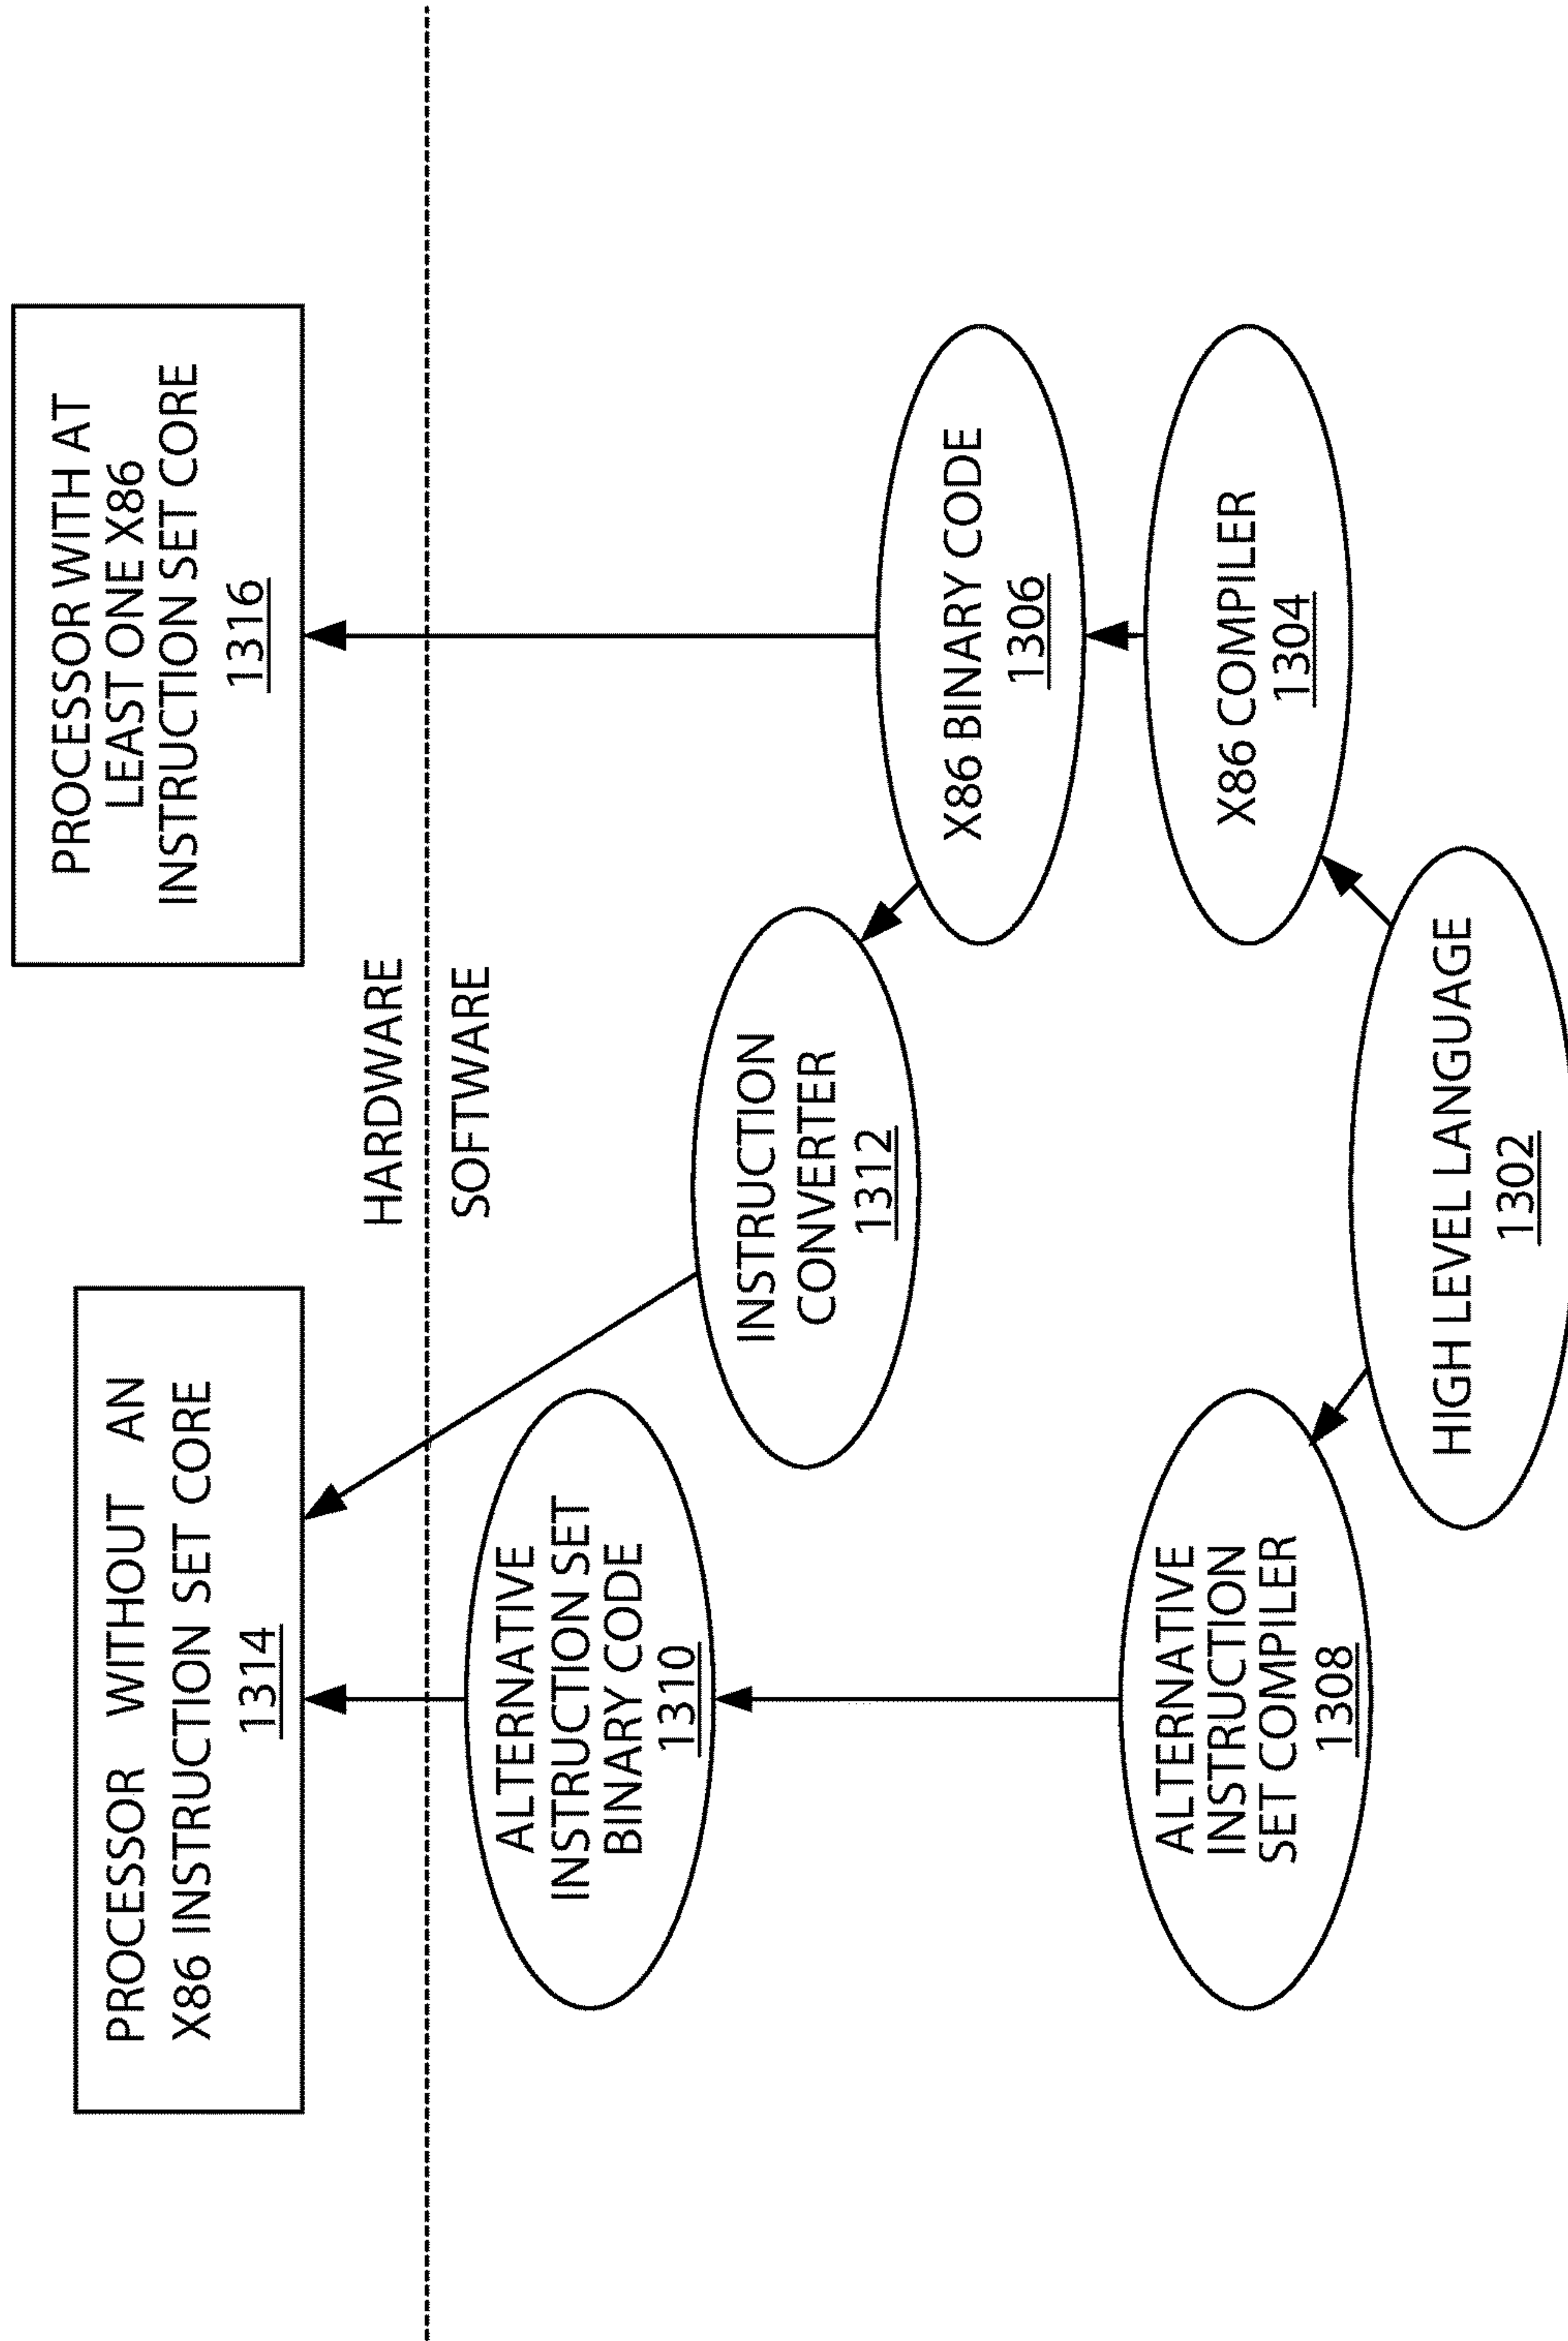 PROCESSOR WITHOUT AN
X86 INSTRUCTION SET CORE
1314
PROCESSOR WITH AT
LEAST ONE X86
INSTRUCTION SET CORE
1316
HARDWARE
SOFTWARE
ALTERNATIVE
INSTRUCTION SET
BINARY CODE
1310
INSTRUCTION
CONVERTER
1312
X86 BINARY CODE
1306
ALTERNATIVE
INSTRUCTION
SET COMPILER
1308
X86 COMPILER
1304
HIGH LEVEL LANGUAGE
1302